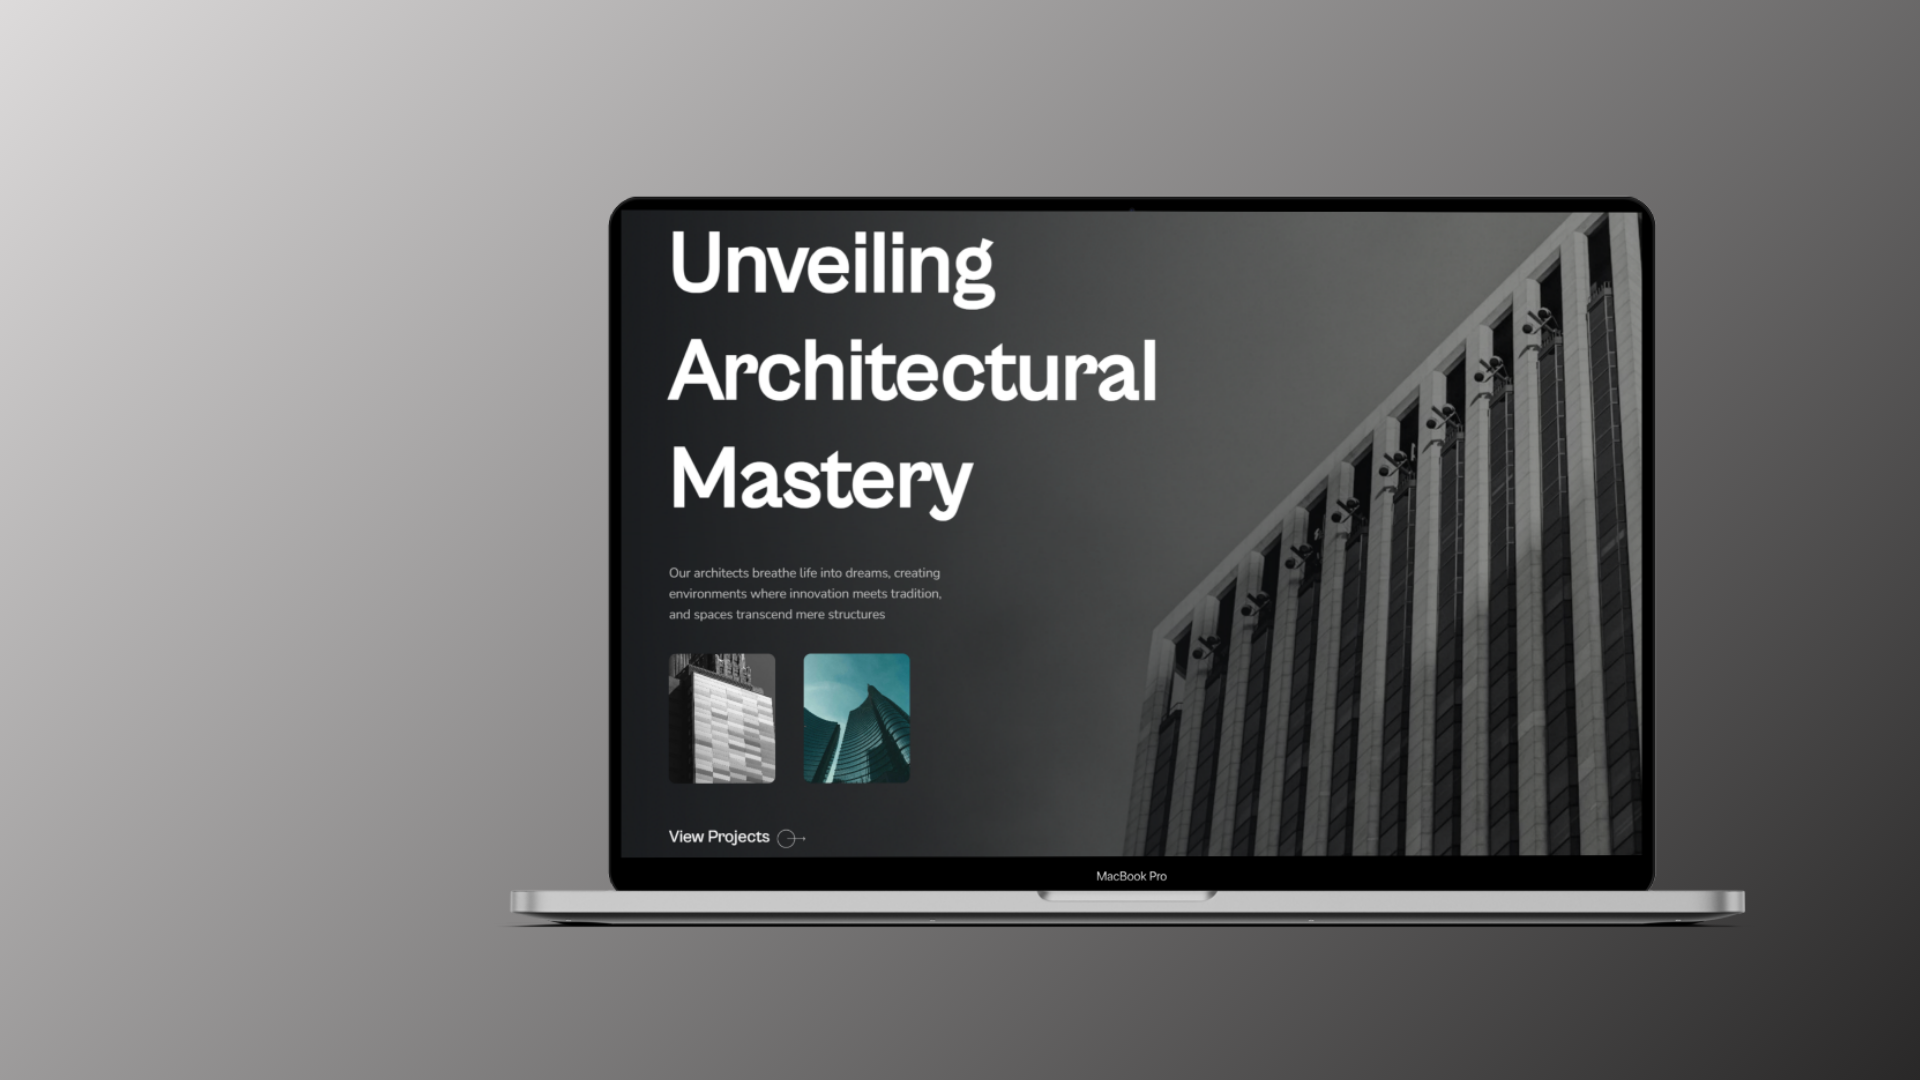 Unveiling
Architectural
Mastery
Our architects breathe life into dreams, creating
environments where innovation meets tradition,
and spaces transcend mere structures
View Projects
MacBook Pro